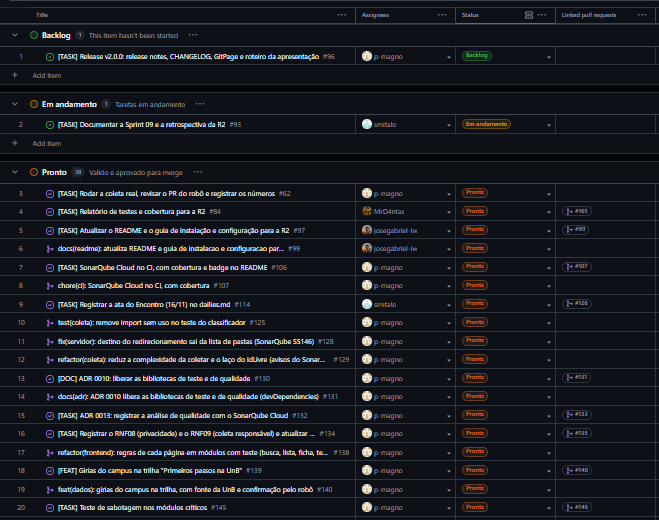 Title ··· Assignees ··· Status ··· Linked pull requests ···
Backlog 1 This item hasn't been started ···
1 [TASK] Release v2.0.0: release notes, CHANGELOG, GitPage e roteiro da apresentação #96 p-magno Backlog
+ Add item
Em andamento 1 Tarefas em andamento ···
2 [TASK] Documentar a Sprint 09 e a retrospectiva da R2 #93 smitalo Em andamento
+ Add item
Pronto 38 Valido e aprovado para merge ···
3 [TASK] Rodar a coleta real, revisar o PR do robô e registrar os números #62 p-magno Pronto
4 [TASK] Relatório de testes e cobertura para a R2 #84 MrD4ntas Pronto #165
5 [TASK] Atualizar o README e o guia de instalação e configuração para a R2 #97 josegabriel-iw Pronto #99
6 docs(readme): atualiza README e guia de instalacao e configuracao par... #99 josegabriel-iw Pronto
7 [TASK] SonarQube Cloud no CI, com cobertura e badge no README #106 p-magno Pronto #107
8 chore(ci): SonarQube Cloud no CI, com cobertura #107 p-magno Pronto
9 [TASK] Registrar a ata do Encontro (16/11) no dailies.md #114 smitalo Pronto #126
10 test(coleta): remove import sem uso no teste do classificador #125 p-magno Pronto
11 fix(servidor): destino do redirecionamento sai da lista de pastas (SonarQube S5146) #128 p-magno Pronto
12 refactor(coleta): reduz a complexidade da coletar e o laço do IdLivre (avisos do Sonar... #129 p-magno Pronto
13 [DOC] ADR 0010: liberar as bibliotecas de teste e de qualidade #130 p-magno Pronto #131
14 docs(adr): ADR 0010 libera as bibliotecas de teste e de qualidade (devDependencies) #131 p-magno Pronto
15 [TASK] ADR 0013: registrar a análise de qualidade com o SonarQube Cloud #132 p-magno Pronto #133
16 [TASK] Registrar o RNF08 (privacidade) e o RNF09 (coleta responsável) e atualizar ... #134 p-magno Pronto #135
17 refactor(frontend): regras de cada página em módulos com teste (busca, lista, ficha, te... #138 p-magno Pronto
18 [FEAT] Gírias do campus na trilha "Primeiros passos na UnB" #139 p-magno Pronto #140
19 feat(dados): gírias do campus na trilha, com fonte da UnB e confirmação pelo robô #140 p-magno Pronto
20 [TASK] Teste de sabotagem nos módulos críticos #145 p-magno Pronto #146